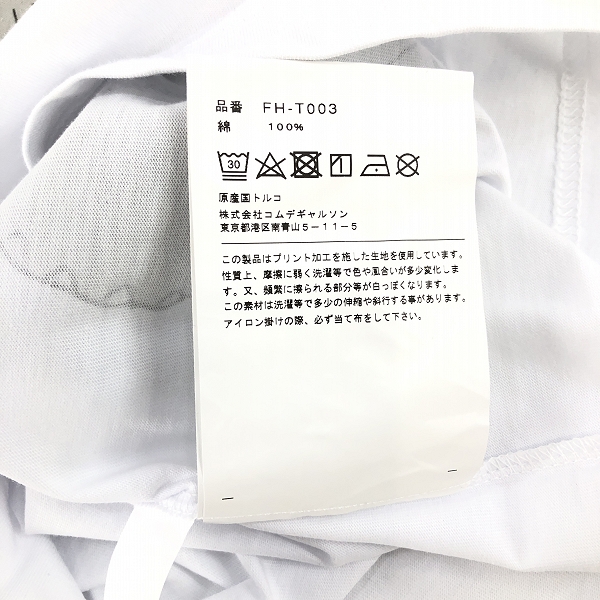 品番 FH-T003
綿 100%
30
原産国トルコ
株式会社コムデギャルソン
東京都港区南青山5-11-5
この製品はプリント加工を施した生地を使用しています。
性質上、摩擦に弱く洗濯等で色や風合いが多少変化しま
す。又、頻繁に擦られる部分等が白っぽくなります。
この素材は洗濯等で多少の伸縮や斜行する事があります。
アイロン掛けの際、必ず当て布をして下さい。